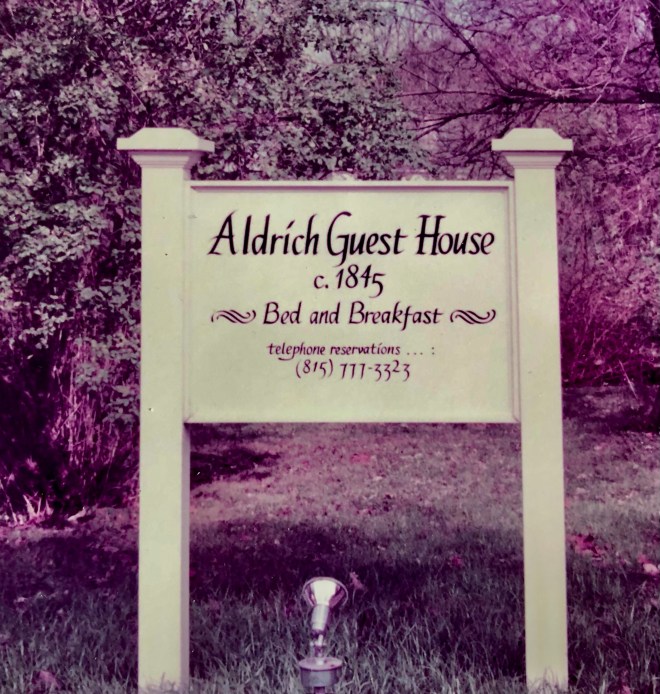 Aldrich Guest House
c. 1845
Bed and Breakfast
telephone reservations ... :
(815) 777-3323